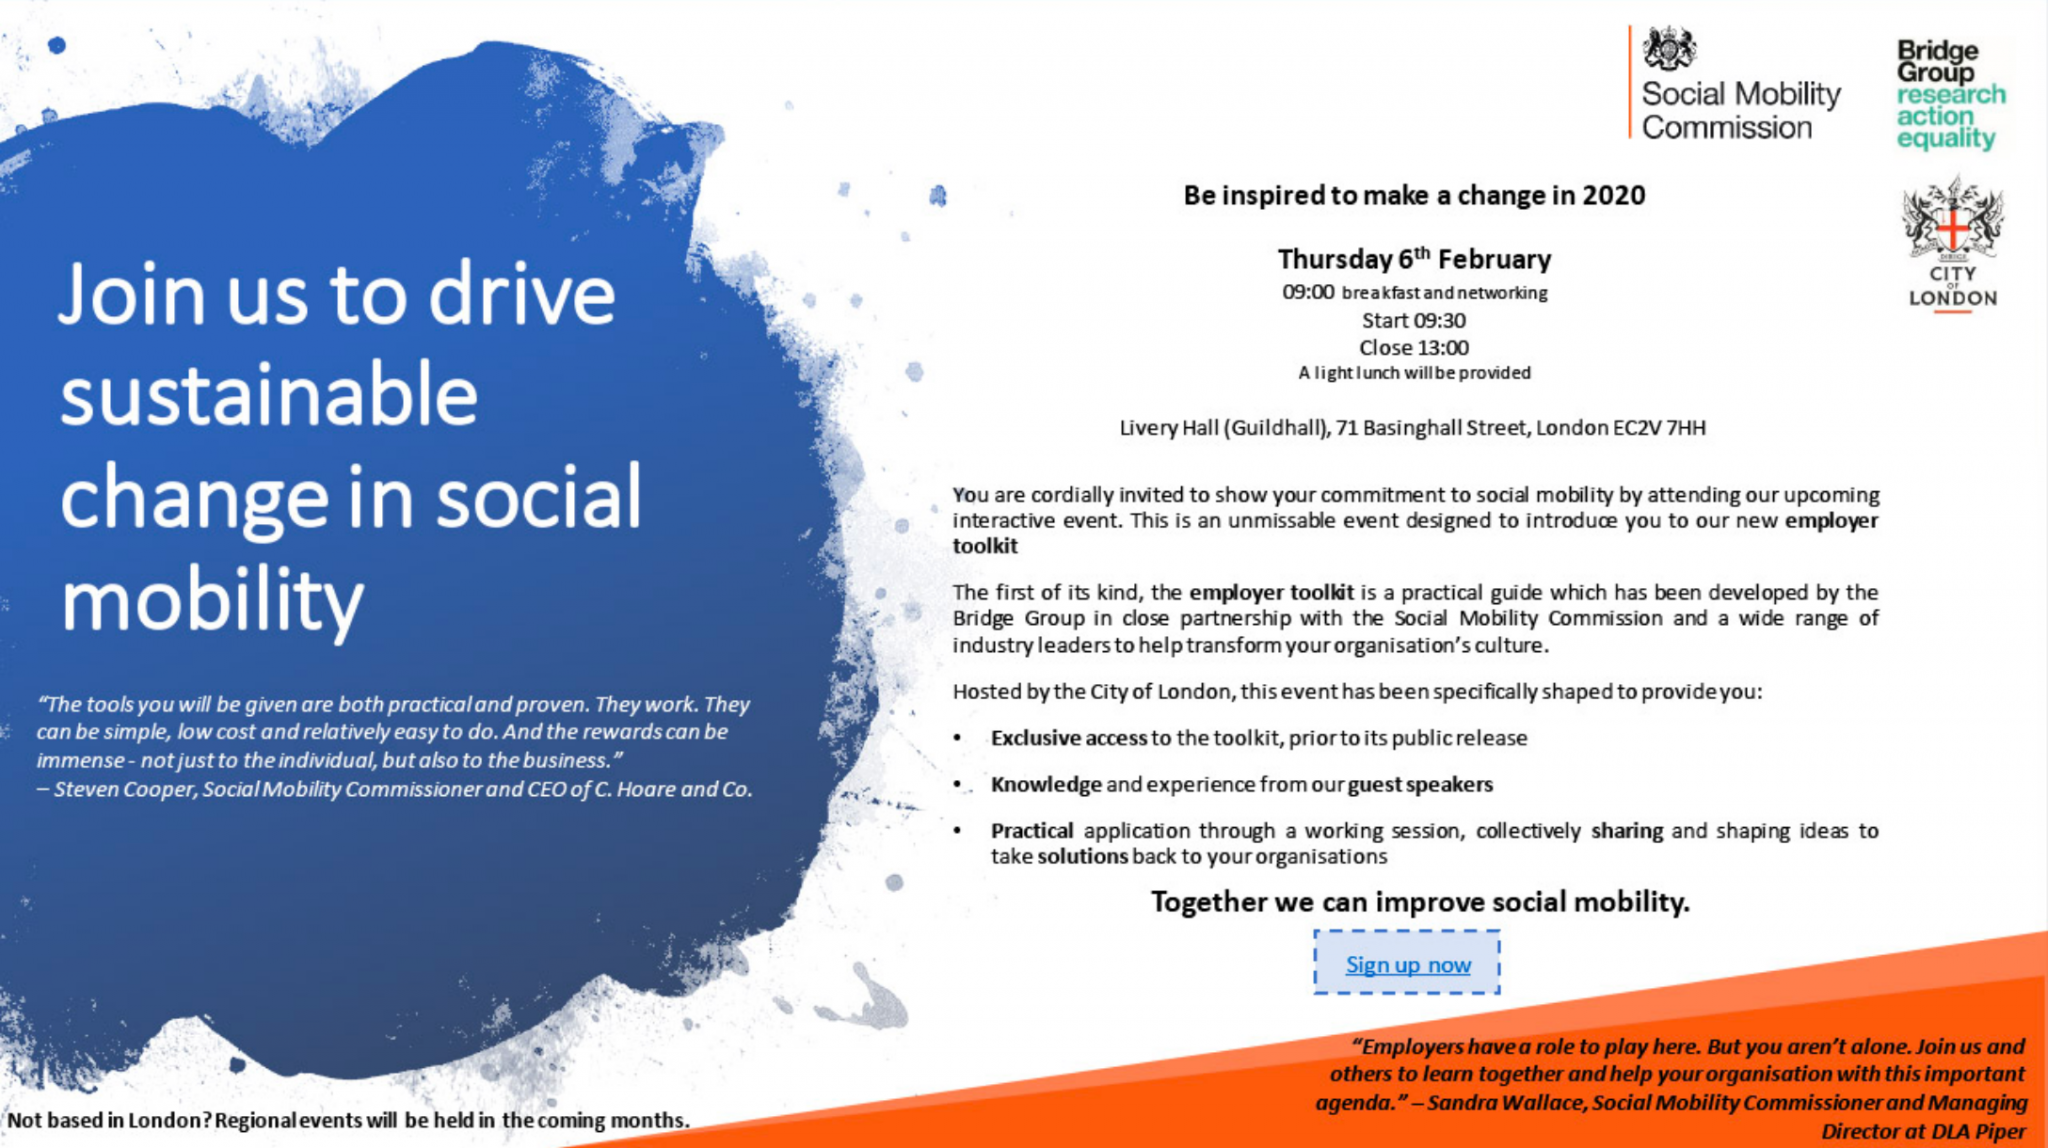 Join us to drive
sustainable
change in social
mobility
“The tools you will be given are both practical and proven. They work. They
can be simple, low cost and relatively easy to do. And the rewards can be
immense - not just to the individual, but also to the business.”
– Steven Cooper, Social Mobility Commissioner and CEO of C. Hoare and Co.
Not based in London? Regional events will be held in the coming months.
Social Mobility
Commission
Bridge
Group
research
action
equality
CITY
OF
LONDON
Be inspired to make a change in 2020
Thursday 6th February
09:00 breakfast and networking
Start 09:30
Close 13:00
A light lunch will be provided
Livery Hall (Guildhall), 71 Basinghall Street, London EC2V 7HH
You are cordially invited to show your commitment to social mobility by attending our upcoming
interactive event. This is an unmissable event designed to introduce you to our new employer
toolkit
The first of its kind, the employer toolkit is a practical guide which has been developed by the
Bridge Group in close partnership with the Social Mobility Commission and a wide range of
industry leaders to help transform your organisation’s culture.
Hosted by the City of London, this event has been specifically shaped to provide you:
• Exclusive access to the toolkit, prior to its public release
• Knowledge and experience from our guest speakers
• Practical application through a working session, collectively sharing and shaping ideas to
take solutions back to your organisations
Together we can improve social mobility.
Sign up now
“Employers have a role to play here. But you aren’t alone. Join us and
others to learn together and help your organisation with this important
agenda.” – Sandra Wallace, Social Mobility Commissioner and Managing
Director at DLA Piper